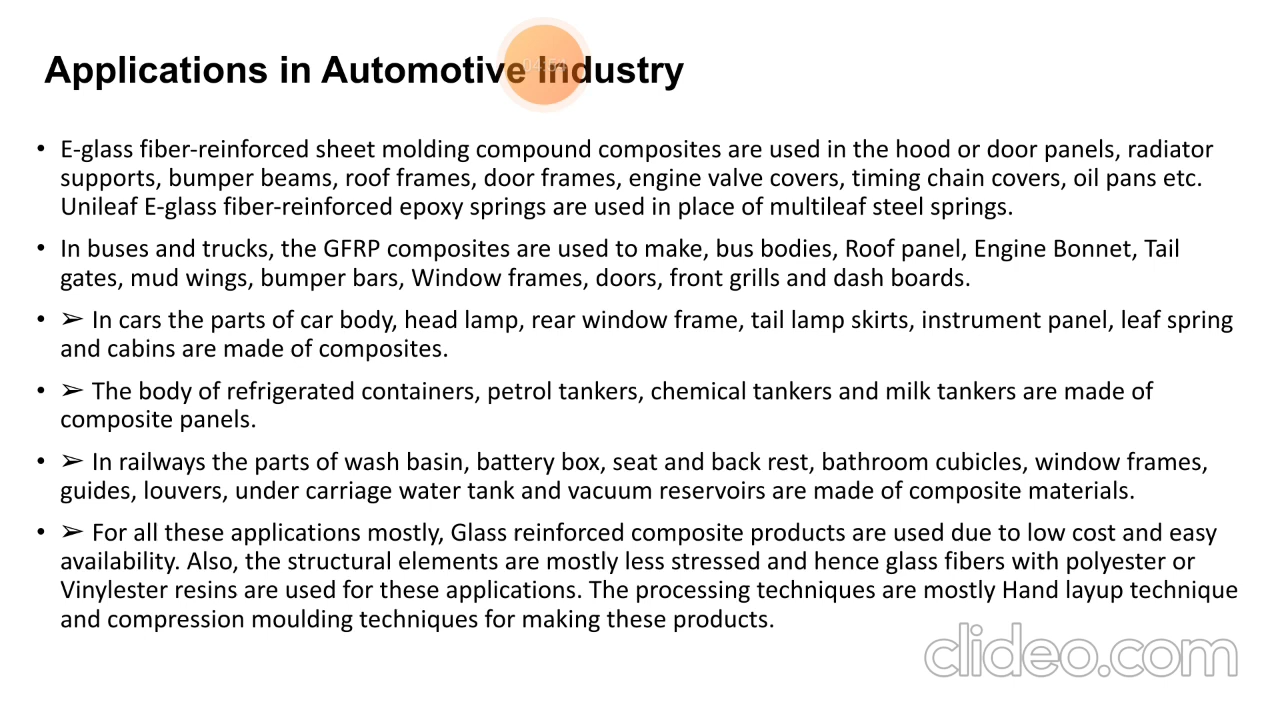 Applications in Automotive Industry
• E-glass fiber-reinforced sheet molding compound composites are used in the hood or door panels, radiator
supports, bumper beams, roof frames, door frames, engine valve covers, timing chain covers, oil pans etc.
Unileaf E-glass fiber-reinforced epoxy springs are used in place of multileaf steel springs.
• In buses and trucks, the GFRP composites are used to make, bus bodies, Roof panel, Engine Bonnet, Tail
gates, mud wings, bumper bars, Window frames, doors, front grills and dash boards.
• ➢ In cars the parts of car body, head lamp, rear window frame, tail lamp skirts, instrument panel, leaf spring
and cabins are made of composites.
• ➢ The body of refrigerated containers, petrol tankers, chemical tankers and milk tankers are made of
composite panels.
• ➢ In railways the parts of wash basin, battery box, seat and back rest, bathroom cubicles, window frames,
guides, louvers, under carriage water tank and vacuum reservoirs are made of composite materials.
• ➢ For all these applications mostly, Glass reinforced composite products are used due to low cost and easy
availability. Also, the structural elements are mostly less stressed and hence glass fibers with polyester or
Vinylester resins are used for these applications. The processing techniques are mostly Hand layup technique
and compression moulding techniques for making these products.
clideo.com